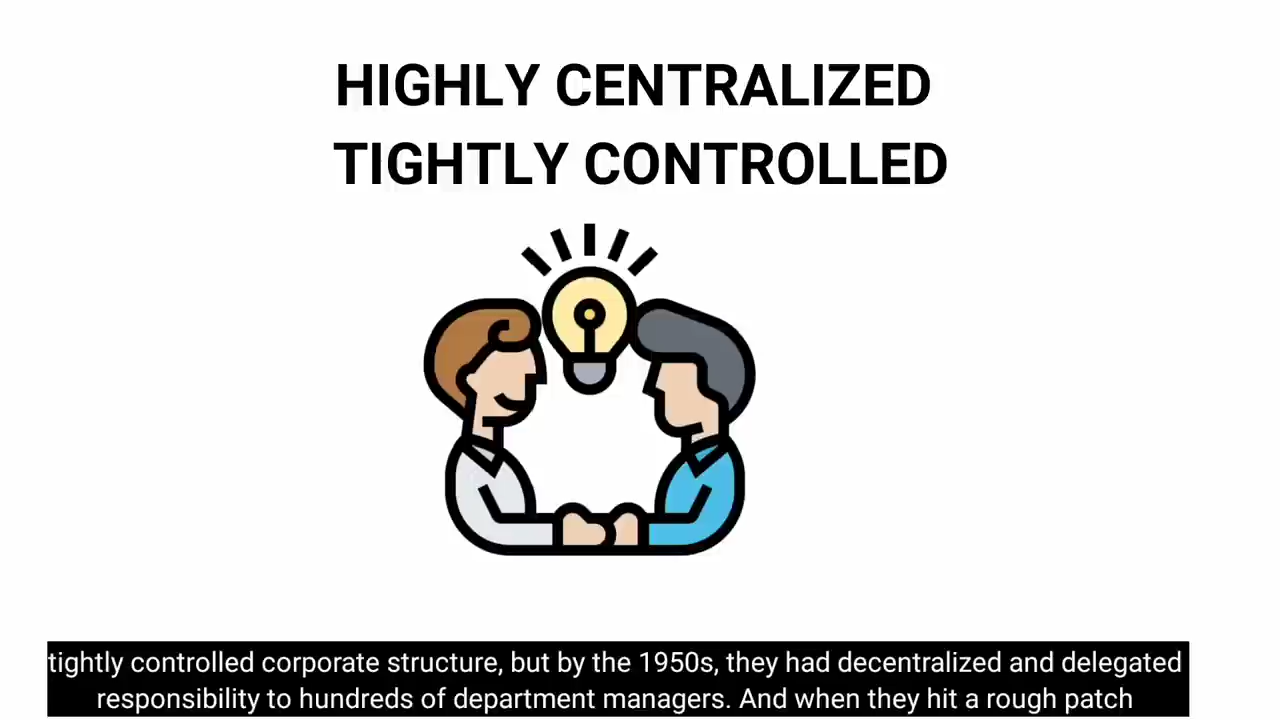 HIGHLY CENTRALIZED
TIGHTLY CONTROLLED
tightly controlled corporate structure, but by the 1950s, they had decentralized and delegated
responsibility to hundreds of department managers. And when they hit a rough patch